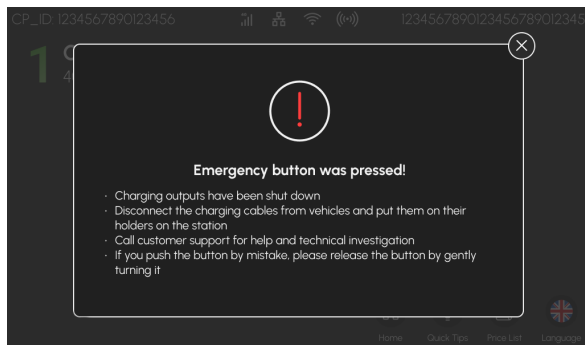 CP_ID: 1234567890123456
1234567890123456789012345
1
Emergency button was pressed!
· Charging outputs have been shut down
· Disconnect the charging cables from vehicles and put them on their
holders on the station
· Call customer support for help and technical investigation
· If you push the button by mistake, please release the button by gently
turning it
Home Quick Tips Price List Language